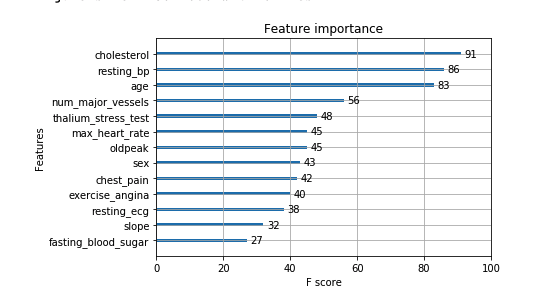 Feature importance
Features
cholesterol 91
resting_bp 86
age 83
num_major_vessels 56
thalium_stress_test 48
max_heart_rate 45
oldpeak 45
sex 43
chest_pain 42
exercise_angina 40
resting_ecg 38
slope 32
fasting_blood_sugar 27
0 20 40 60 80 100
F score